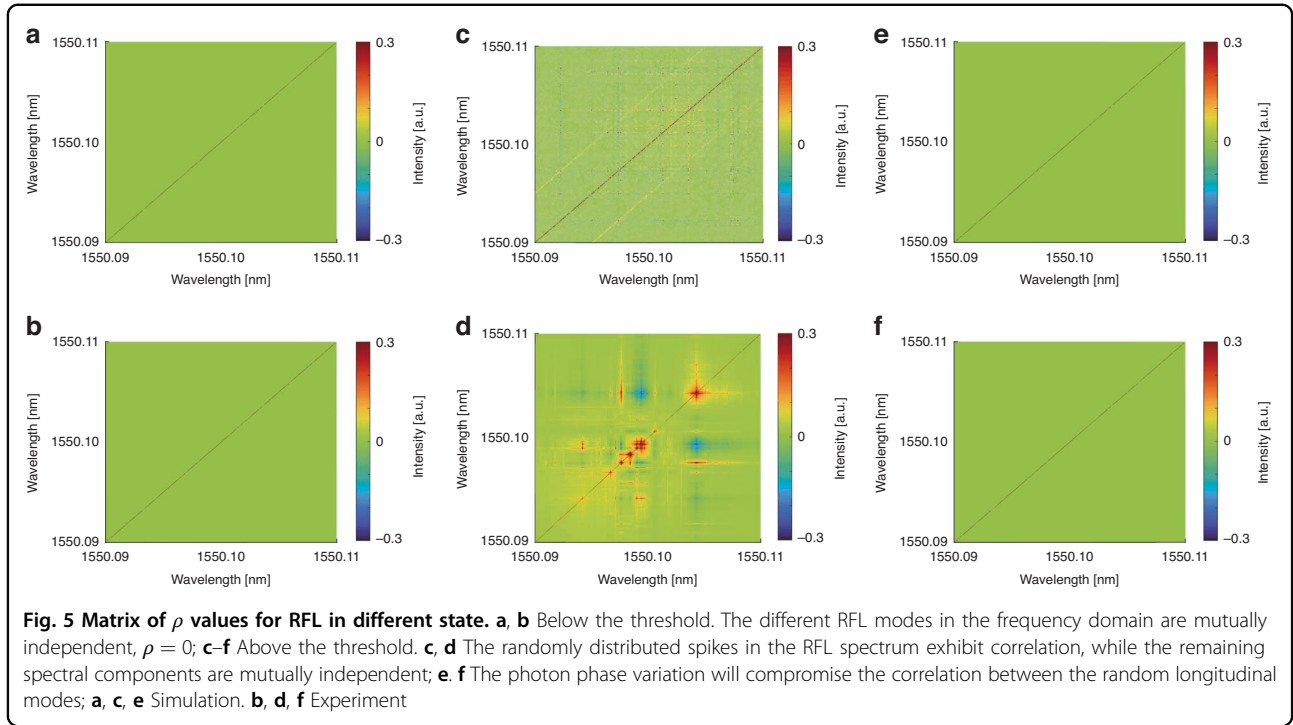 a
1550.11
1550.10
1550.09
Wavelength [nm]
1550.09
1550.10
1550.11
Wavelength [nm]
0.3
0
−0.3
Intensity [a.u.]
c
1550.11
1550.10
1550.09
Wavelength [nm]
1550.09
1550.10
1550.11
Wavelength [nm]
0.3
0
−0.3
Intensity [a.u.]
e
1550.11
1550.10
1550.09
Wavelength [nm]
1550.09
1550.10
1550.11
Wavelength [nm]
0.3
0
−0.3
Intensity [a.u.]
b
1550.11
1550.10
1550.09
Wavelength [nm]
1550.09
1550.10
1550.11
Wavelength [nm]
0.3
0
−0.3
Intensity [a.u.]
d
1550.11
1550.10
1550.09
Wavelength [nm]
1550.09
1550.10
1550.11
Wavelength [nm]
0.3
0
−0.3
Intensity [a.u.]
f
1550.11
1550.10
1550.09
Wavelength [nm]
1550.09
1550.10
1550.11
Wavelength [nm]
0.3
0
−0.3
Intensity [a.u.]
Fig. 5 Matrix of ρ values for RFL in different state. a, b Below the threshold. The different RFL modes in the frequency domain are mutually
independent, ρ = 0; c–f Above the threshold. c, d The randomly distributed spikes in the RFL spectrum exhibit correlation, while the remaining
spectral components are mutually independent; e. f The photon phase variation will compromise the correlation between the random longitudinal
modes; a, c, e Simulation. b, d, f Experiment